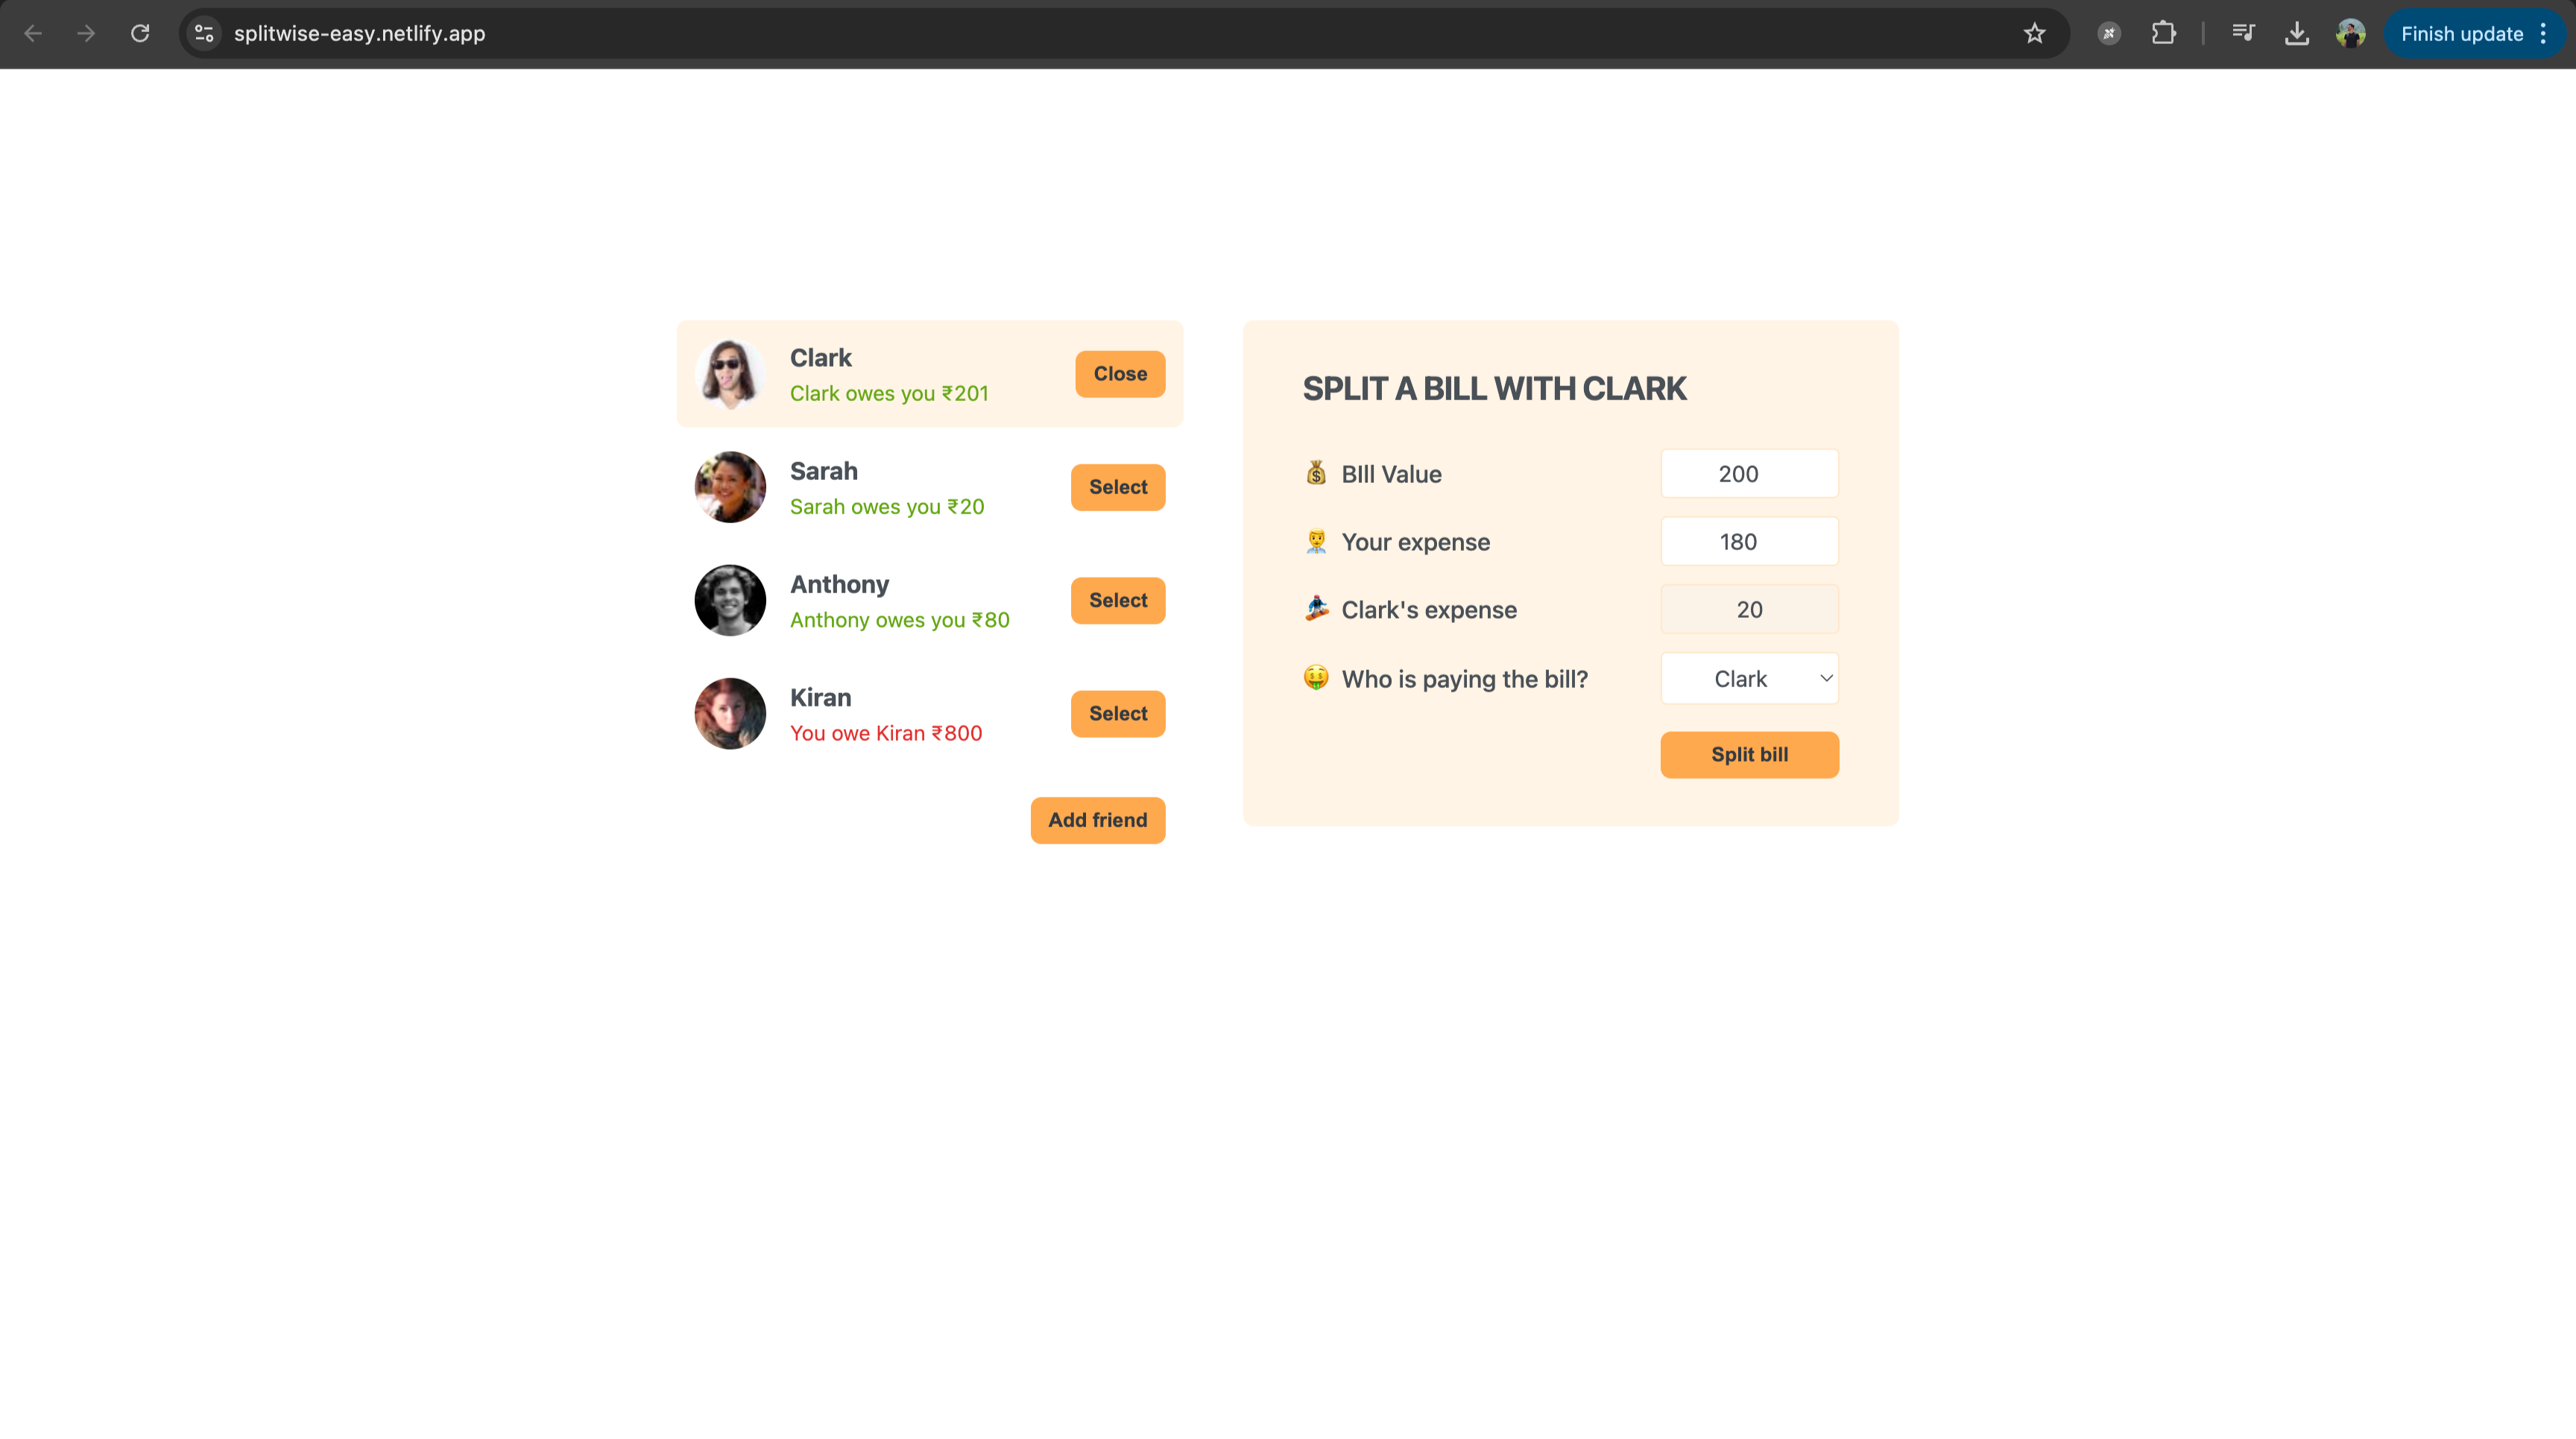 splitwise-easy.netlify.app
Finish update
Clark
Clark owes you ₹201
Close
Sarah
Sarah owes you ₹20
Select
Anthony
Anthony owes you ₹80
Select
Kiran
You owe Kiran ₹800
Select
Add friend
SPLIT A BILL WITH CLARK
💰 BIll Value 200
👨‍💼 Your expense 180
🏂 Clark's expense 20
🤑 Who is paying the bill? Clark
Split bill